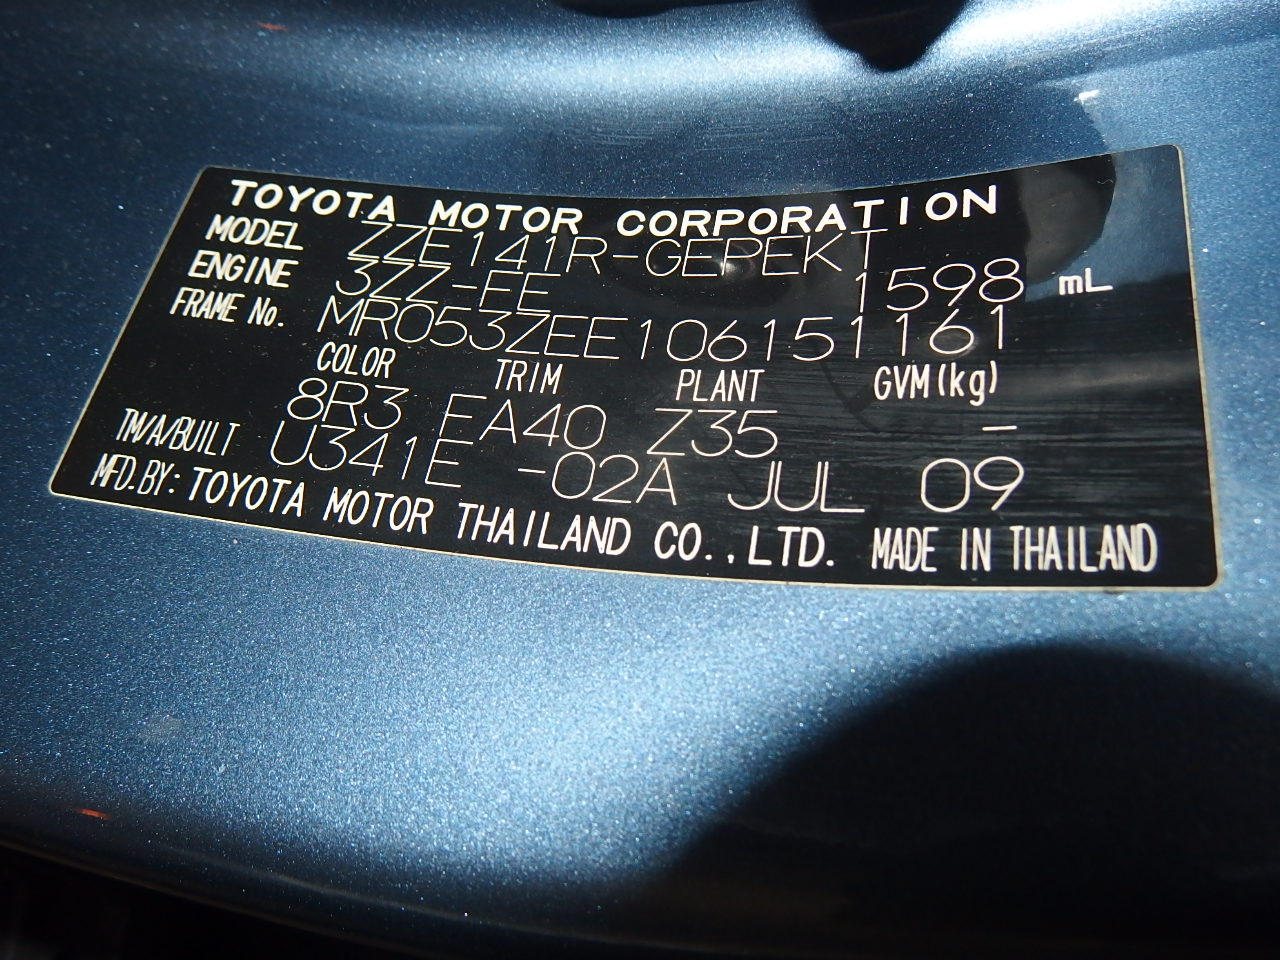 TOYOTA MOTOR CORPORATION
MODEL ZZE141R-GEPEKT
ENGINE 3ZZ-FE 1598 mL
FRAME No. MR053ZEE106151161
COLOR TRIM PLANT GVM(kg)
8R3 FA40 Z35 -
TM/A/BUILT U341E -02A JUL 09
MFD.BY: TOYOTA MOTOR THAILAND CO.,LTD. MADE IN THAILAND